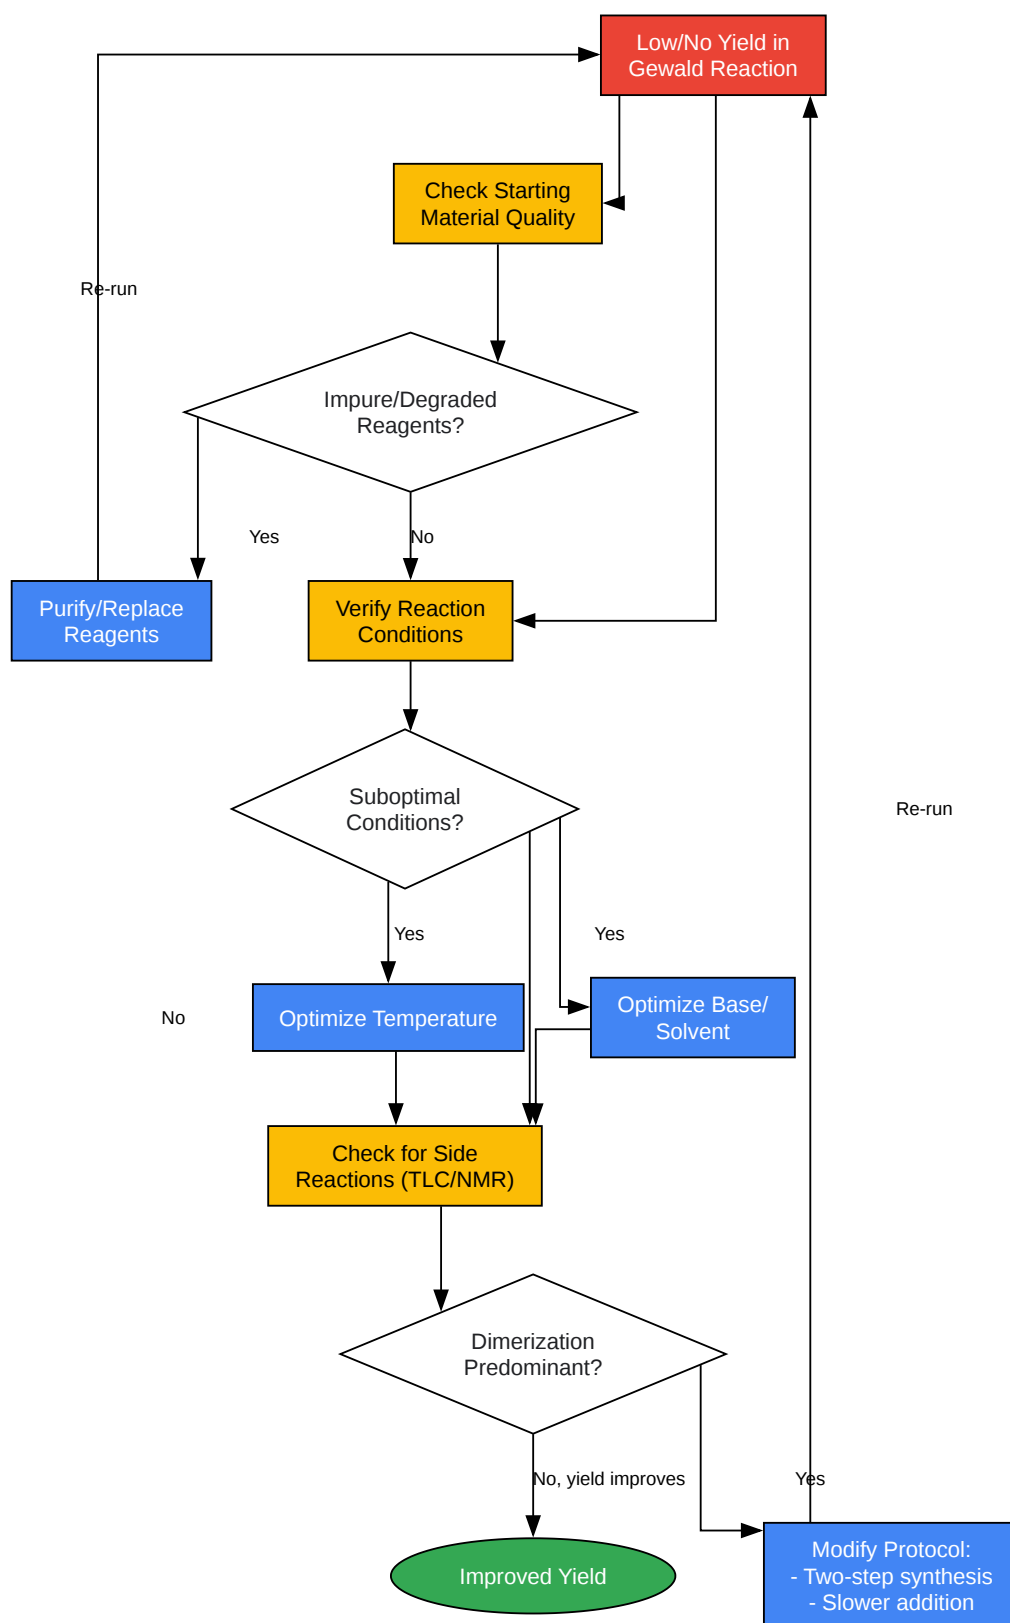 Low/No Yield in
Gewald Reaction
Check Starting
Material Quality
Re-run
Impure/Degraded
Reagents?
Yes
No
Purify/Replace
Reagents
Verify Reaction
Conditions
Suboptimal
Conditions?
Re-run
Yes
Yes
No
Optimize Temperature
Optimize Base/
Solvent
Check for Side
Reactions (TLC/NMR)
Dimerization
Predominant?
No, yield improves
Yes
Improved Yield
Modify Protocol:
- Two-step synthesis
- Slower addition